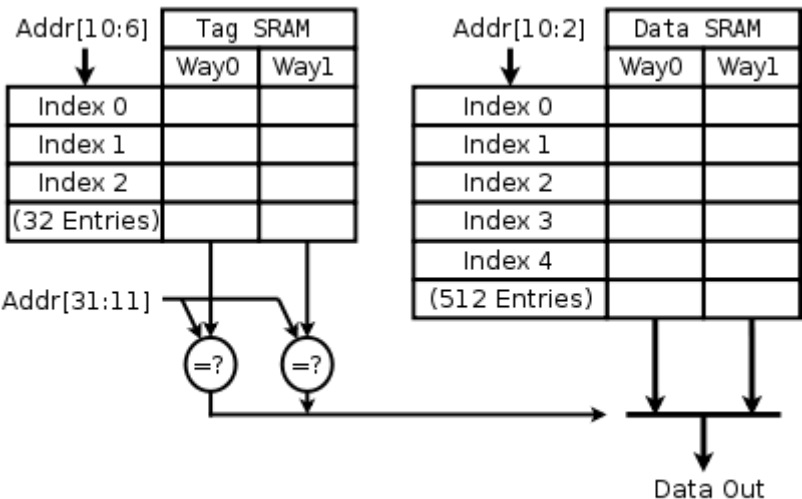 Addr[10:6]
Tag SRAM
Way0 Way1
Index 0
Index 1
Index 2
(32 Entries)
Addr[31:11]
=? =?
Addr[10:2]
Data SRAM
Way0 Way1
Index 0
Index 1
Index 2
Index 3
Index 4
(512 Entries)
Data Out